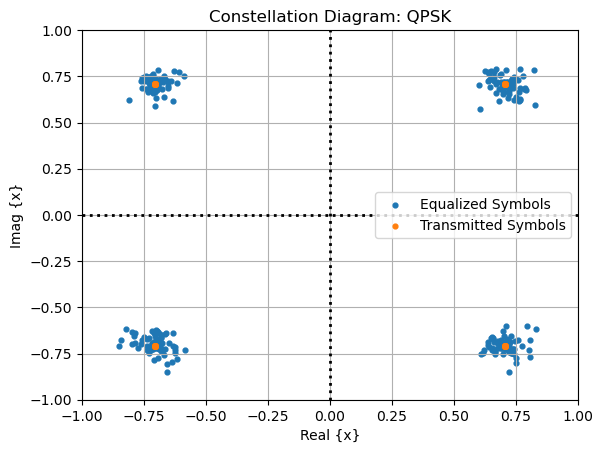 Constellation Diagram: QPSK
1.00
0.75
0.50
0.25
0.00
−0.25
−0.50
−0.75
−1.00
Imag {x}
Equalized Symbols
Transmitted Symbols
−1.00 −0.75 −0.50 −0.25 0.00 0.25 0.50 0.75 1.00
Real {x}